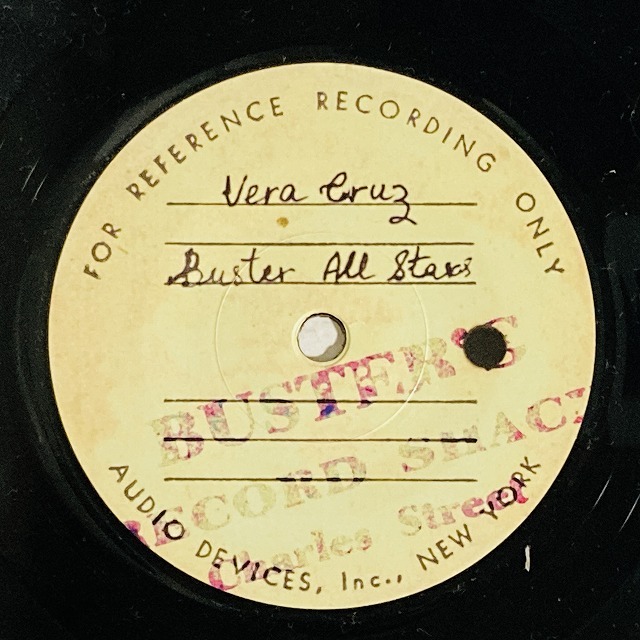 FOR REFERENCE RECORDING ONLY
Vera Cruz
Buster All Stars
BUSTER'S
RECORD SHACK
Charles Street
AUDIO DEVICES, Inc., NEW YORK